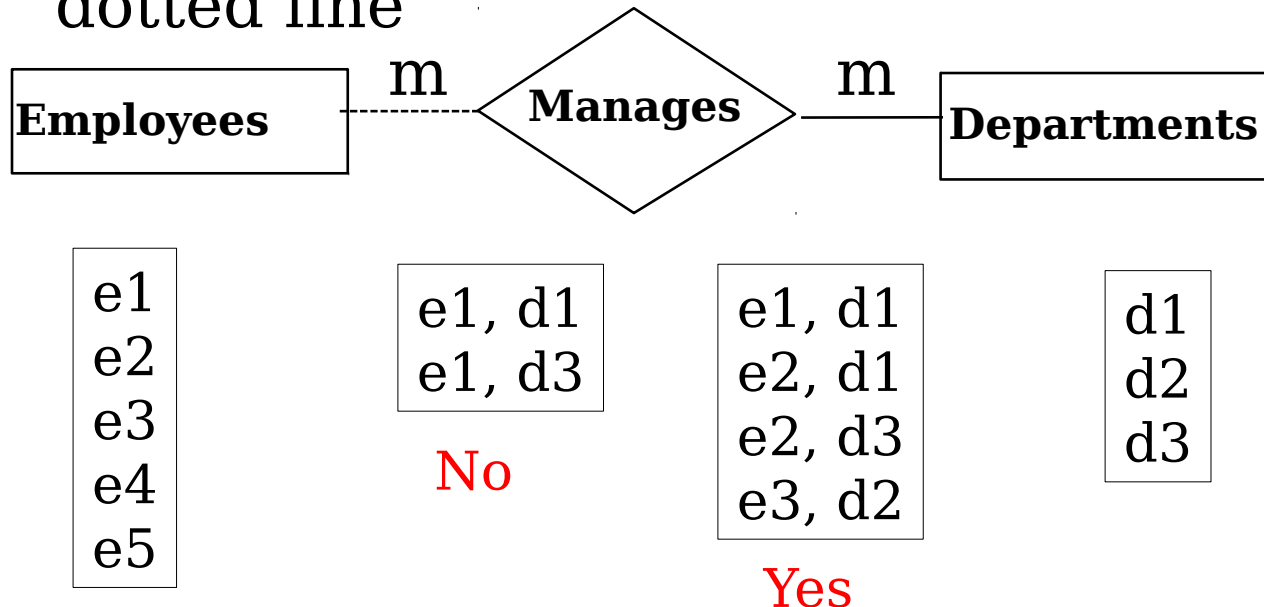 dotted line
m
m
Employees
Manages
Departments
e1
e2
e3
e4
e5
e1, d1
e1, d3
No
e1, d1
e2, d1
e2, d3
e3, d2
Yes
d1
d2
d3